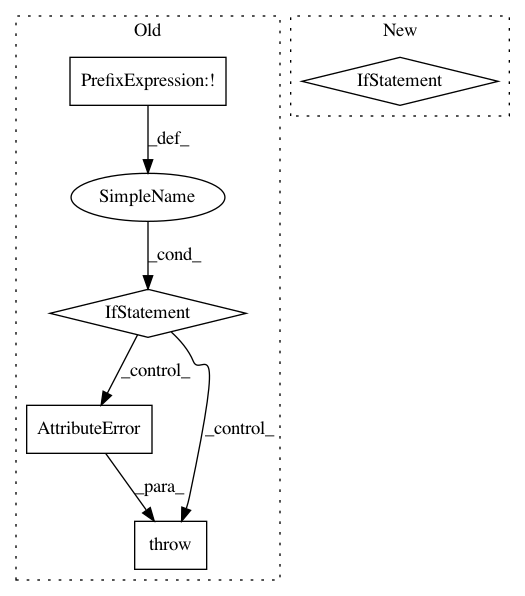 Old
New
PrefixExpression:!
IfStatement
_def_
SimpleName
_cond_
IfStatement
_control_
AttributeError
_control_
_para_
throw